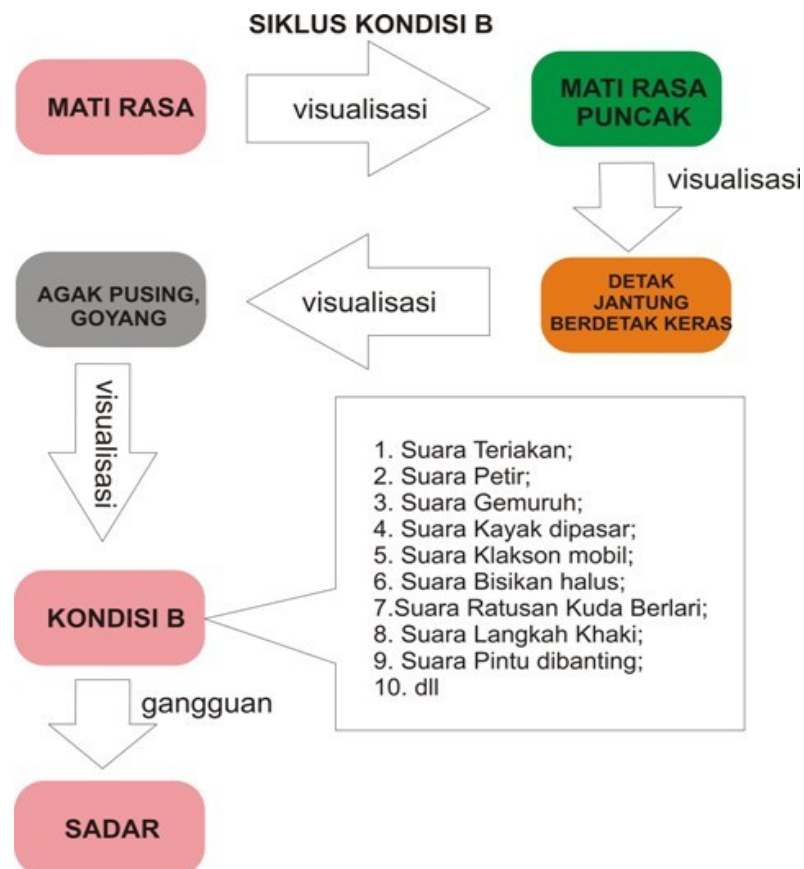 SIKLUS KONDISI B
MATI RASA
visualisasi
MATI RASA
PUNCAK
visualisasi
DETAK
JANTUNG
BERDETAK KERAS
visualisasi
AGAK PUSING,
GOYANG
visualisasi
KONDISI B
1. Suara Teriakan;
2. Suara Petir;
3. Suara Gemuruh;
4. Suara Kayak dipasar;
5. Suara Klakson mobil;
6. Suara Bisikan halus;
7.Suara Ratusan Kuda Berlari;
8. Suara Langkah Khaki;
9. Suara Pintu dibanting;
10. dll
gangguan
SADAR